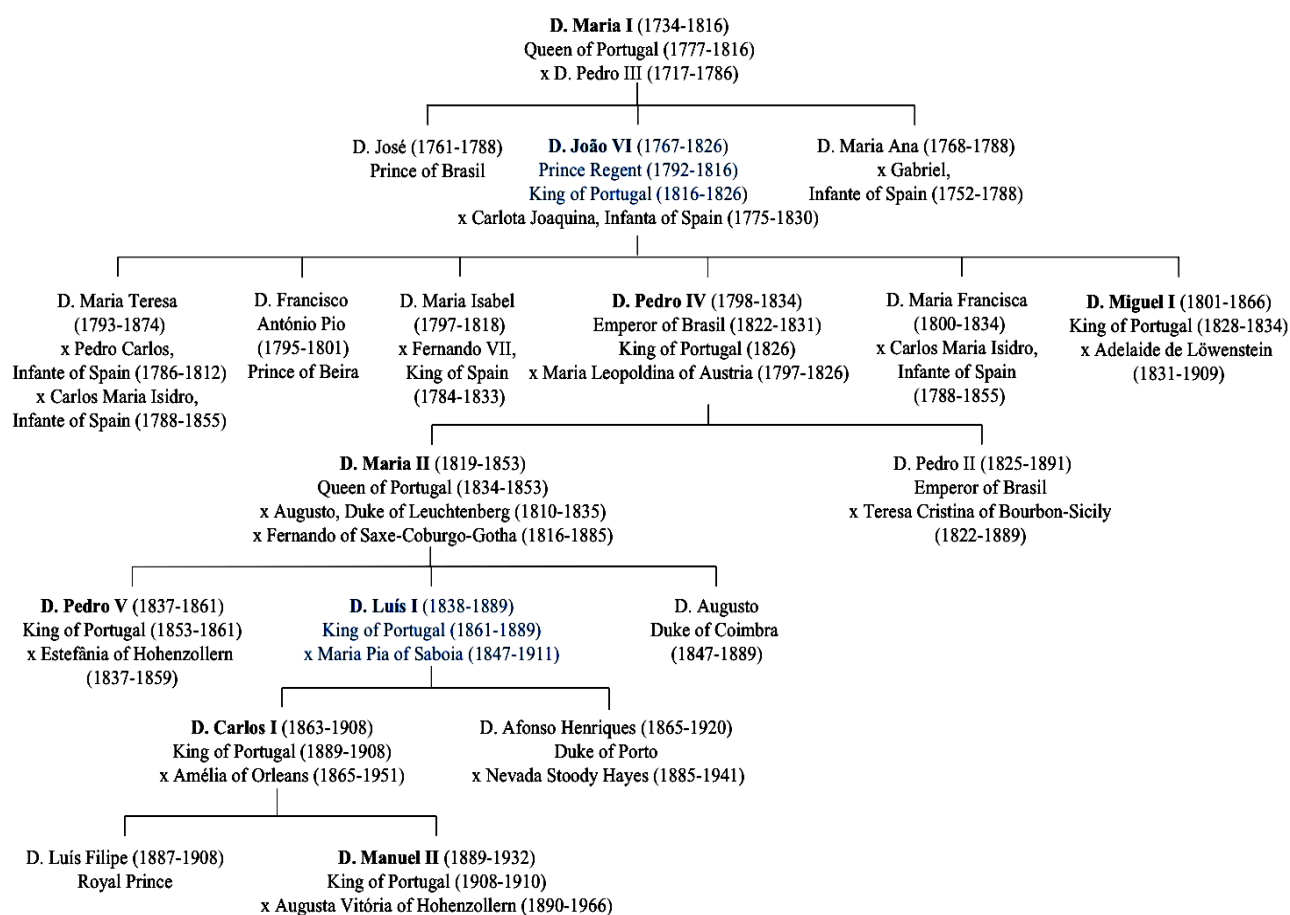 D. Maria I (1734-1816)
Queen of Portugal (1777-1816)
x D. Pedro III (1717-1786)
D. José (1761-1788)
Prince of Brasil
D. João VI (1767-1826)
Prince Regent (1792-1816)
King of Portugal (1816-1826)
x Carlota Joaquina, Infanta of Spain (1775-1830)
D. Maria Ana (1768-1788)
x Gabriel,
Infante of Spain (1752-1788)
D. Maria Teresa
(1793-1874)
x Pedro Carlos,
Infante of Spain (1786-1812)
x Carlos Maria Isidro,
Infante of Spain (1788-1855)
D. Francisco
António Pio
(1795-1801)
Prince of Beira
D. Maria Isabel
(1797-1818)
x Fernando VII,
King of Spain
(1784-1833)
D. Pedro IV (1798-1834)
Emperor of Brasil (1822-1831)
King of Portugal (1826)
x Maria Leopoldina of Austria (1797-1826)
D. Maria Francisca
(1800-1834)
x Carlos Maria Isidro,
Infante of Spain
(1788-1855)
D. Miguel I (1801-1866)
King of Portugal (1828-1834)
x Adelaide de Löwenstein
(1831-1909)
D. Maria II (1819-1853)
Queen of Portugal (1834-1853)
x Augusto, Duke of Leuchtenberg (1810-1835)
x Fernando of Saxe-Coburgo-Gotha (1816-1885)
D. Pedro II (1825-1891)
Emperor of Brasil
x Teresa Cristina of Bourbon-Sicily
(1822-1889)
D. Pedro V (1837-1861)
King of Portugal (1853-1861)
x Estefânia of Hohenzollern
(1837-1859)
D. Luís I (1838-1889)
King of Portugal (1861-1889)
x Maria Pia of Saboia (1847-1911)
D. Augusto
Duke of Coimbra
(1847-1889)
D. Carlos I (1863-1908)
King of Portugal (1889-1908)
x Amélia of Orleans (1865-1951)
D. Afonso Henriques (1865-1920)
Duke of Porto
x Nevada Stoody Hayes (1885-1941)
D. Luís Filipe (1887-1908)
Royal Prince
D. Manuel II (1889-1932)
King of Portugal (1908-1910)
x Augusta Vitória of Hohenzollern (1890-1966)